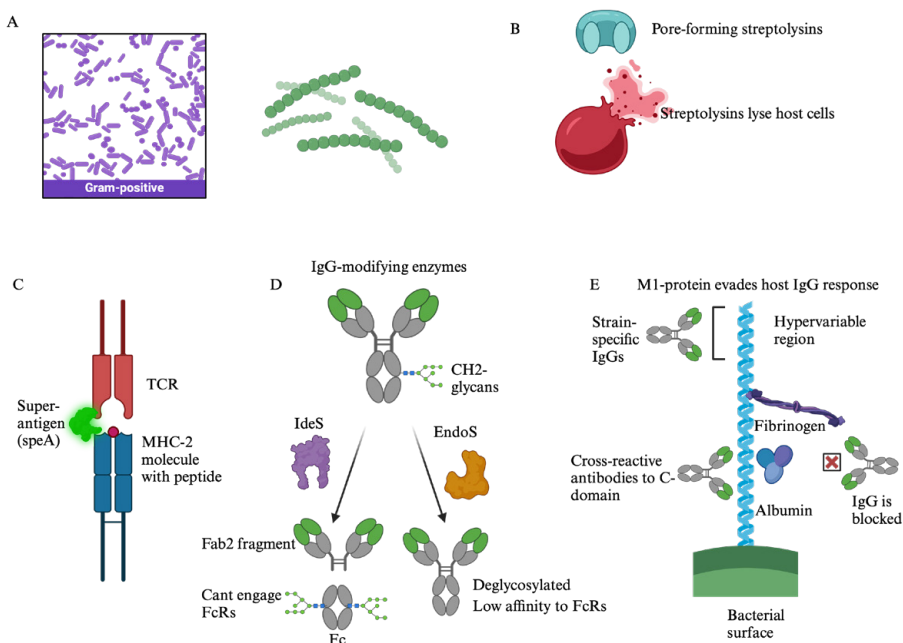 A
Gram-positive
B
Pore-forming streptolysins
Streptolysins lyse host cells
C
TCR
Super-
antigen
(speA)
MHC-2
molecule
with peptide
D
IgG-modifying enzymes
CH2-
glycans
IdeS
EndoS
Fab2 fragment
Cant engage
FcRs
Fc
Deglycosylated
Low affinity to FcRs
E
M1-protein evades host IgG response
Strain-
specific
IgGs
Hypervariable
region
Fibrinogen
Cross-reactive
antibodies to C-
domain
Albumin
IgG is
blocked
Bacterial
surface